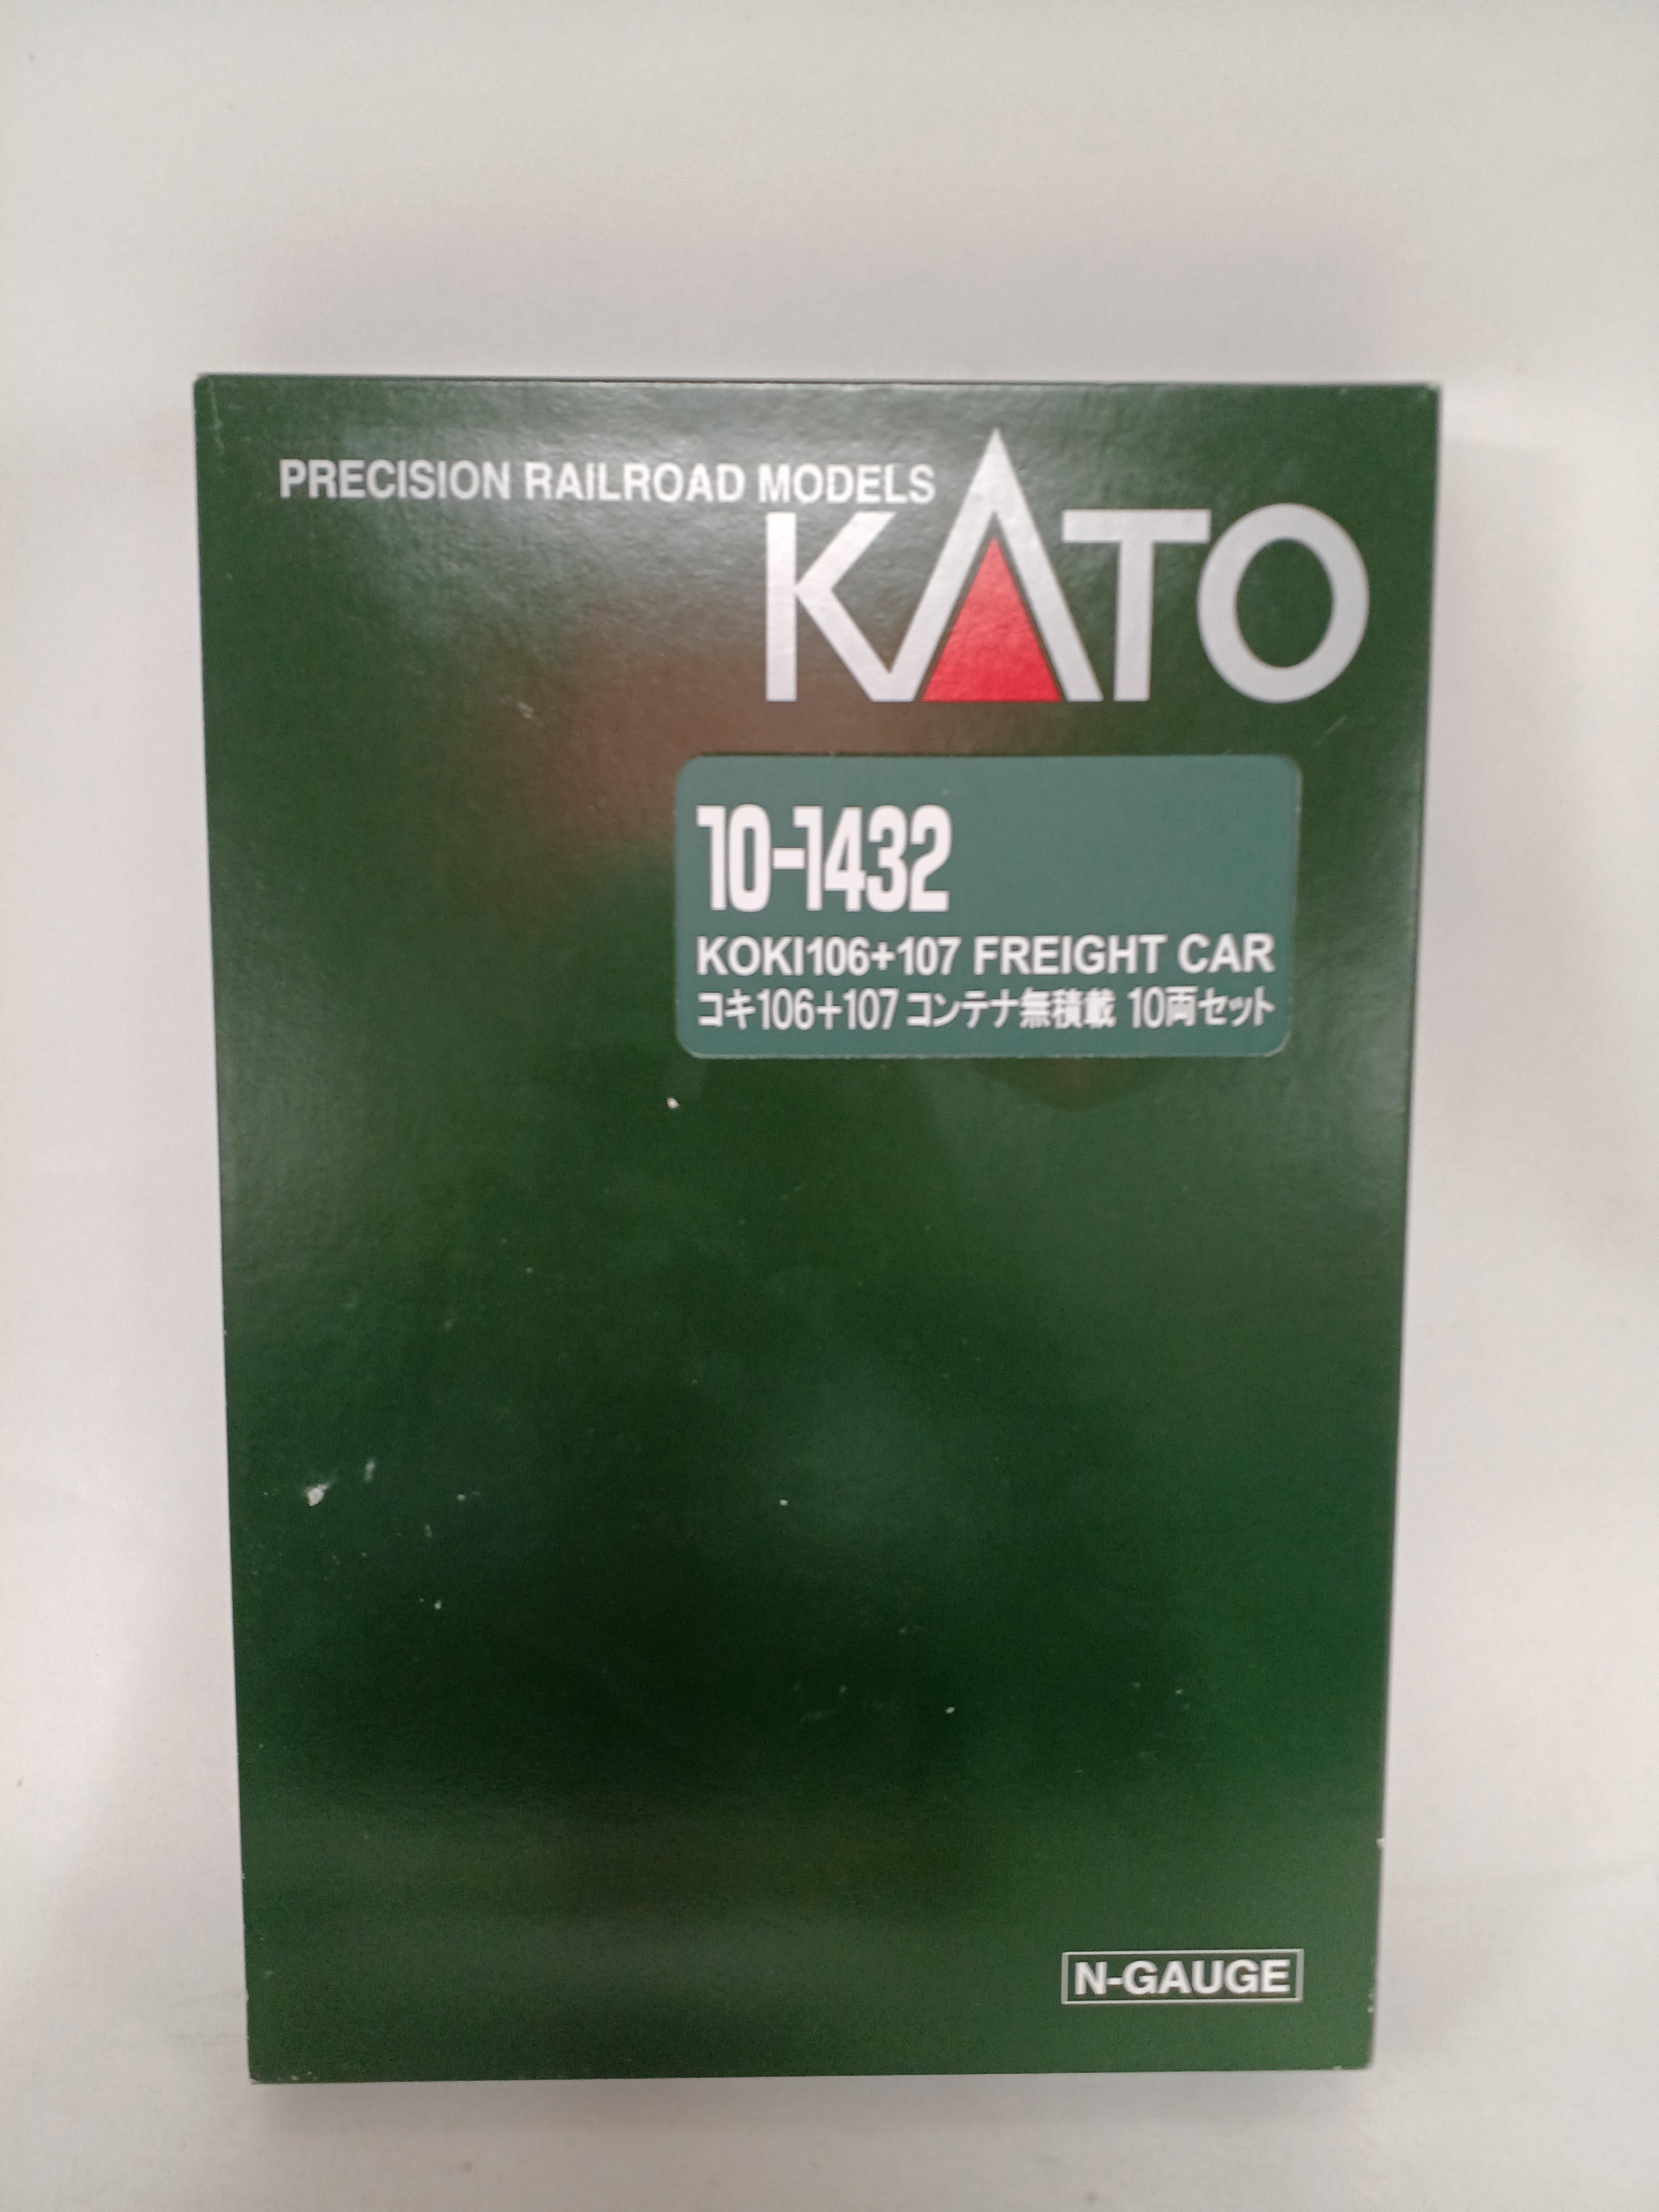 PRECISION RAILROAD MODELS
KATO
10-1432
KOKI106+107 FREIGHT CAR
コキ106+107 コンテナ無積載 10両セット
N-GAUGE